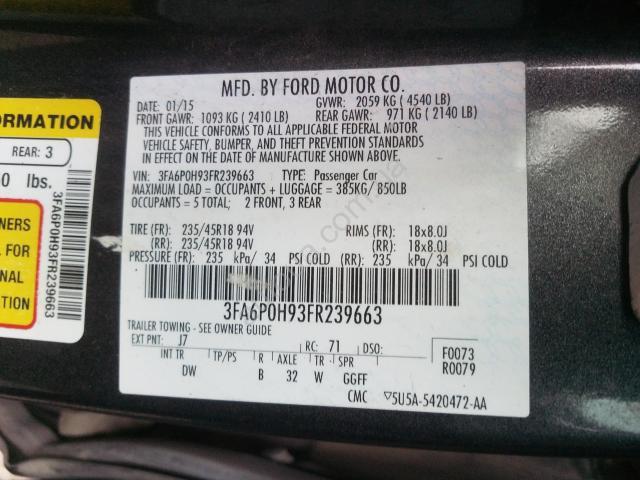 MFD. BY FORD MOTOR CO.
DATE: 01/15 GVWR: 2059 KG ( 4540 LB)
FRONT GAWR: 1093 KG ( 2410 LB) REAR GAWR: 971 KG ( 2140 LB)
THIS VEHICLE CONFORMS TO ALL APPLICABLE FEDERAL MOTOR
VEHICLE SAFETY, BUMPER, AND THEFT PREVENTION STANDARDS
IN EFFECT ON THE DATE OF MANUFACTURE SHOWN ABOVE.
VIN: 3FA6P0H93FR239663 TYPE: Passenger Car
MAXIMUM LOAD = OCCUPANTS + LUGGAGE = 385KG/ 850LB
OCCUPANTS: 5 TOTAL; 2 FRONT, 3 REAR
TIRE (FR): 235/45R18 94V RIMS (FR): 18x8.0J
(RR): 235/45R18 94V (RR): 18x8.0J
PRESSURE (FR): 235 kPa/ 34 PSI COLD (RR): 235 kPa/ 34 PSI COLD
3FA6P0H93FR239663
TRAILER TOWING - SEE OWNER GUIDE
EXT PNT: J7 RC: 71 DSO: F0073
INT TR TP/PS R AXLE TR SPR R0079
DW B 32 W GGFF
CMC ▽5U5A-5420472-AA
ORMATION
REAR: 3
0 lbs.
NERS
L FOR
NAL
ION
3FA6P0H93FR239663